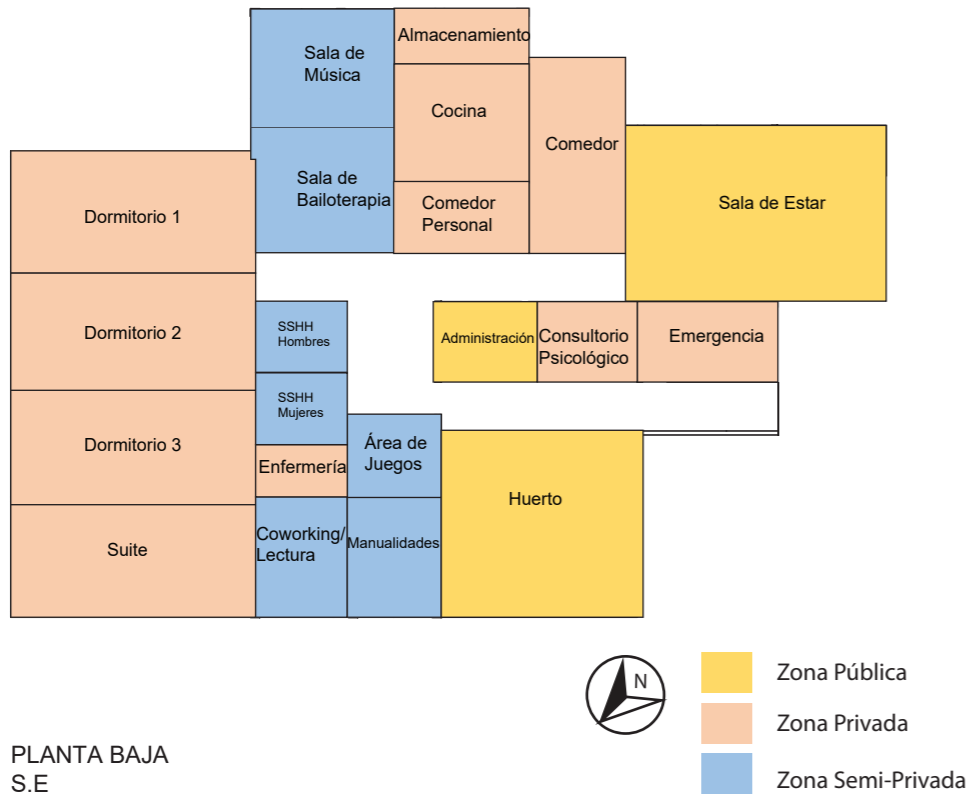 Almacenamiento
Sala de
Música
Cocina
Comedor
Sala de
Bailoterapia
Comedor
Personal
Sala de Estar
Dormitorio 1
Dormitorio 2
SSHH
Hombres
Administración
Consultorio
Psicológico
Emergencia
SSHH
Mujeres
Dormitorio 3
Área de
Juegos
Enfermería
Huerto
Suite
Coworking/
Lectura
Manualidades
N
Zona Pública
Zona Privada
Zona Semi-Privada
PLANTA BAJA
S.E